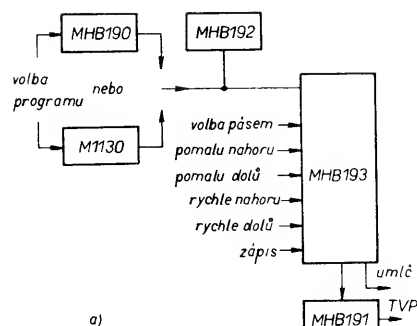 MHB190
MHB192
volba programu
nebo
M1130
volba pásem
pomalu nahoru
pomalu dolů
rychle nahoru
rychle dolů
zápis
MHB193
umlč
MHB191
TVP
a)